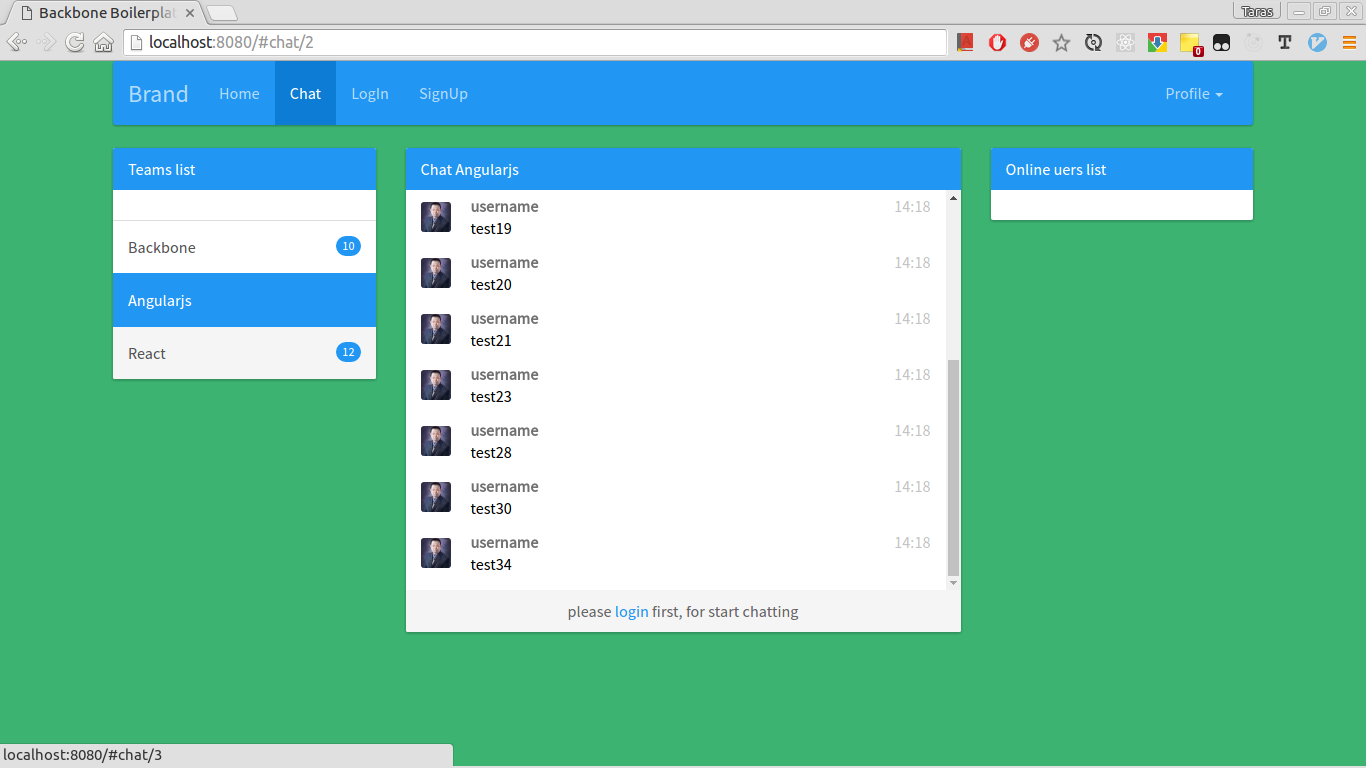 Backbone Boilerplat
Taras
localhost:8080/#chat/2
0
Brand Home Chat LogIn SignUp Profile
Teams list
Backbone 10
Angularjs
React 12
Chat Angularjs
username 14:18
test19
username 14:18
test20
username 14:18
test21
username 14:18
test23
username 14:18
test28
username 14:18
test30
username 14:18
test34
please login first, for start chatting
Online uers list
localhost:8080/#chat/3